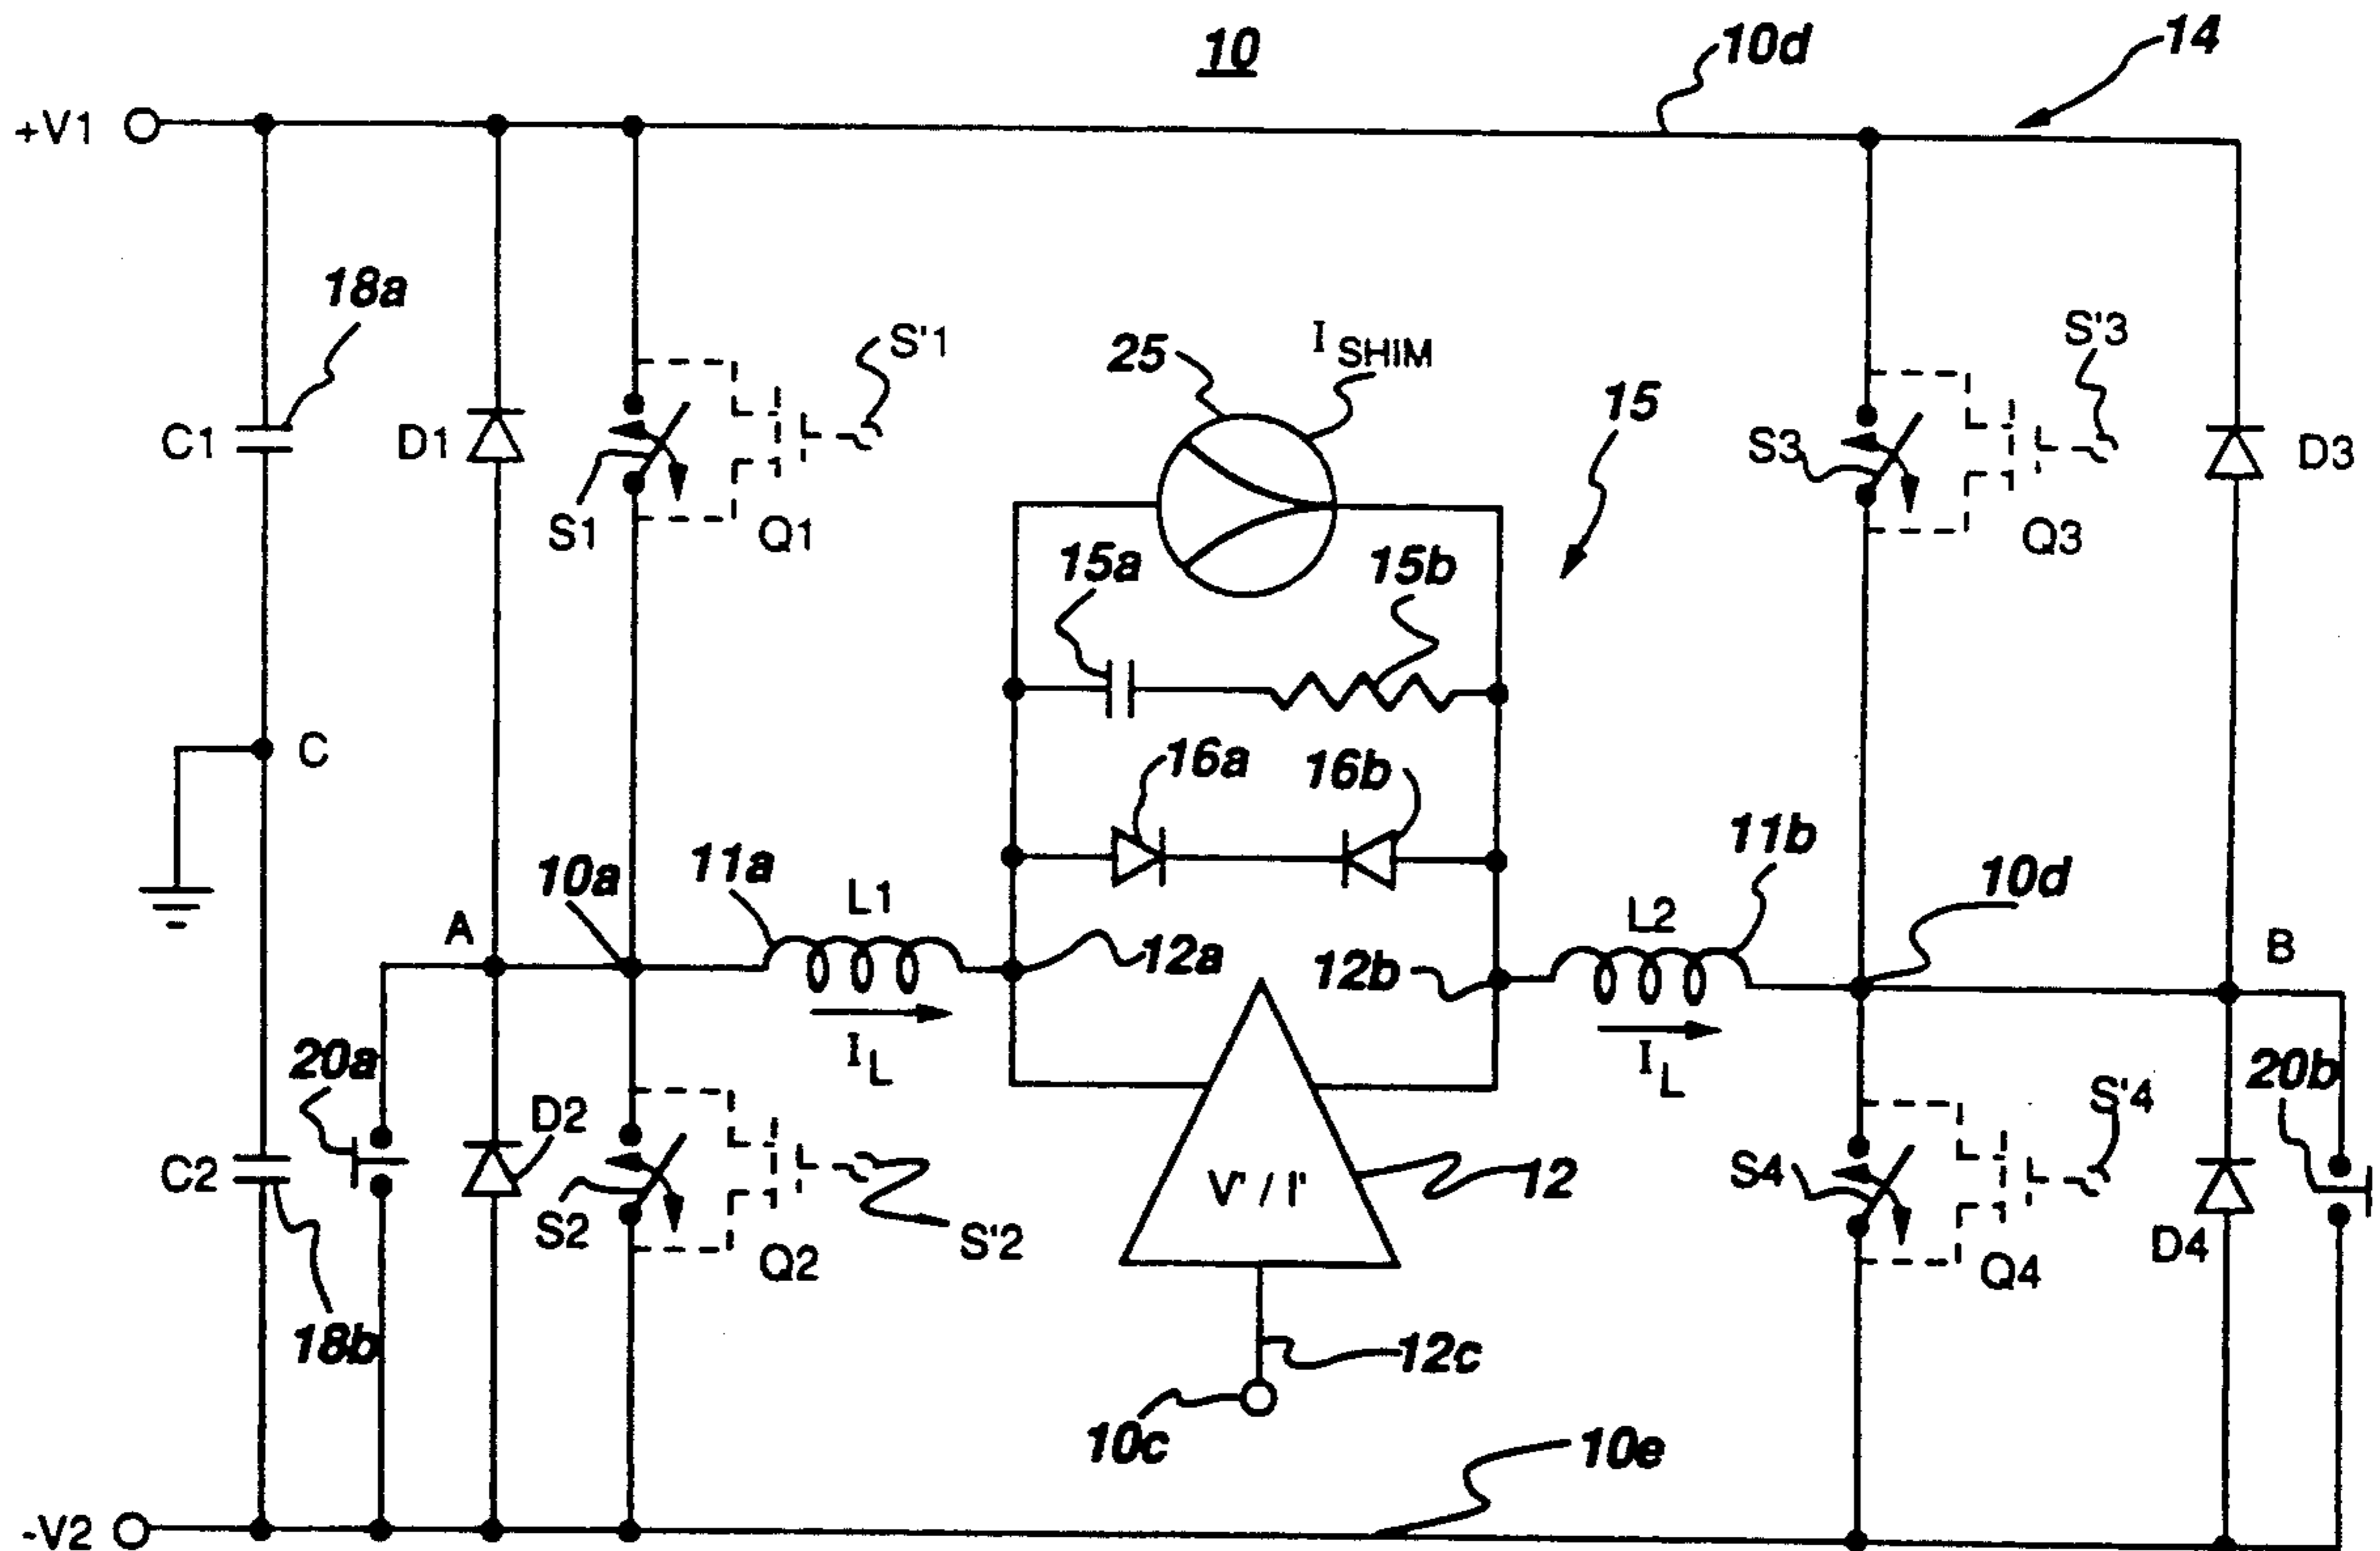 10
10d
14
+V1
18a
S'1
25
I SHIM
S'3
15
C1
D1
S1
Q1
S3
Q3
D3
15a
15b
C
16a
16b
10a
11a
L1
A
12a
12b
L2
11b
10d
B
I L
I L
20a
D2
C2
S2
Q2
S'2
V' / I'
12
S4
S'4
Q4
D4
20b
18b
12c
10c
10e
-V2